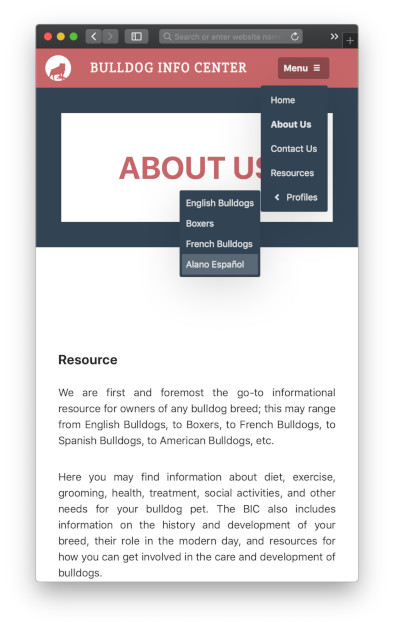 Search or enter website nam
BULLDOG INFO CENTER
Menu
Home
About Us
Contact Us
Resources
Profiles
English Bulldogs
Boxers
French Bulldogs
Alano Español
ABOUT US
Resource
We are first and foremost the go-to informational
resource for owners of any bulldog breed; this may range
from English Bulldogs, to Boxers, to French Bulldogs, to
Spanish Bulldogs, to American Bulldogs, etc.
Here you may find information about diet, exercise,
grooming, health, treatment, social activities, and other
needs for your bulldog pet. The BIC also includes
information on the history and development of your
breed, their role in the modern day, and resources for
how you can get involved in the care and development of
bulldogs.